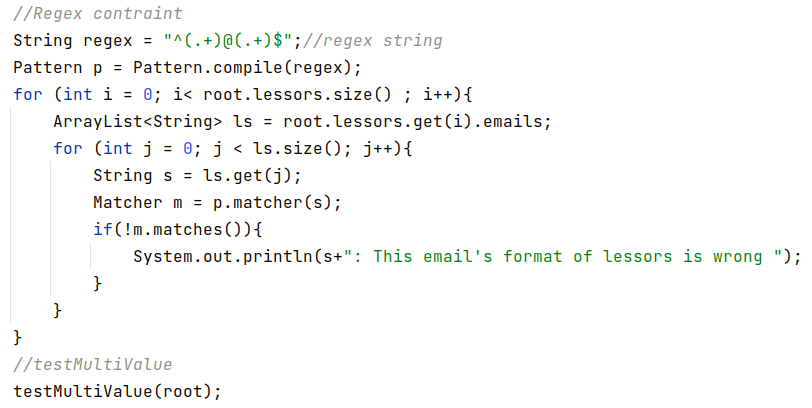 //Regex contraint
String regex = "^(.+)@(.+)$";//regex string
Pattern p = Pattern.compile(regex);
for (int i = 0; i< root.lessors.size() ; i++){
    ArrayList<String> ls = root.lessors.get(i).emails;
    for (int j = 0; j < ls.size(); j++){
        String s = ls.get(j);
        Matcher m = p.matcher(s);
        if(!m.matches()){
            System.out.println(s+": This email's format of lessors is wrong ");
        }
    }
}
//testMultiValue
testMultiValue(root);